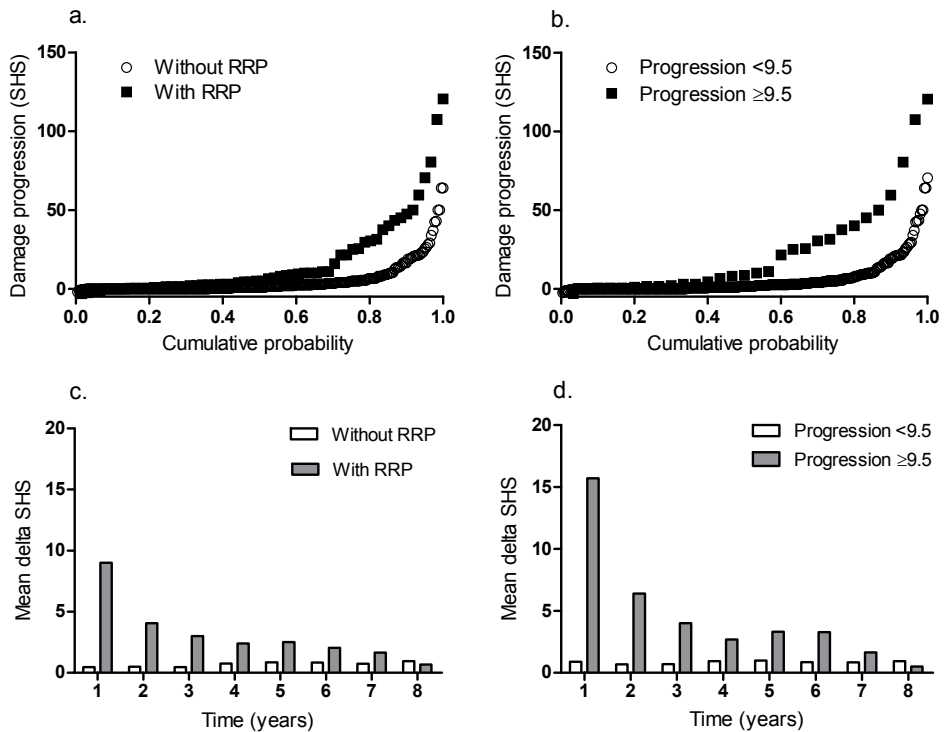 a.
Without RRP
With RRP
Damage progression (SHS)
150
100
50
0
0.0 0.2 0.4 0.6 0.8 1.0
Cumulative probability
b.
Progression <9.5
Progression ≥9.5
Damage progression (SHS)
150
100
50
0
0.0 0.2 0.4 0.6 0.8 1.0
Cumulative probability
c.
Without RRP
With RRP
Mean delta SHS
20
15
10
5
0
1 2 3 4 5 6 7 8
Time (years)
d.
Progression <9.5
Progression ≥9.5
Mean delta SHS
20
15
10
5
0
1 2 3 4 5 6 7 8
Time (years)